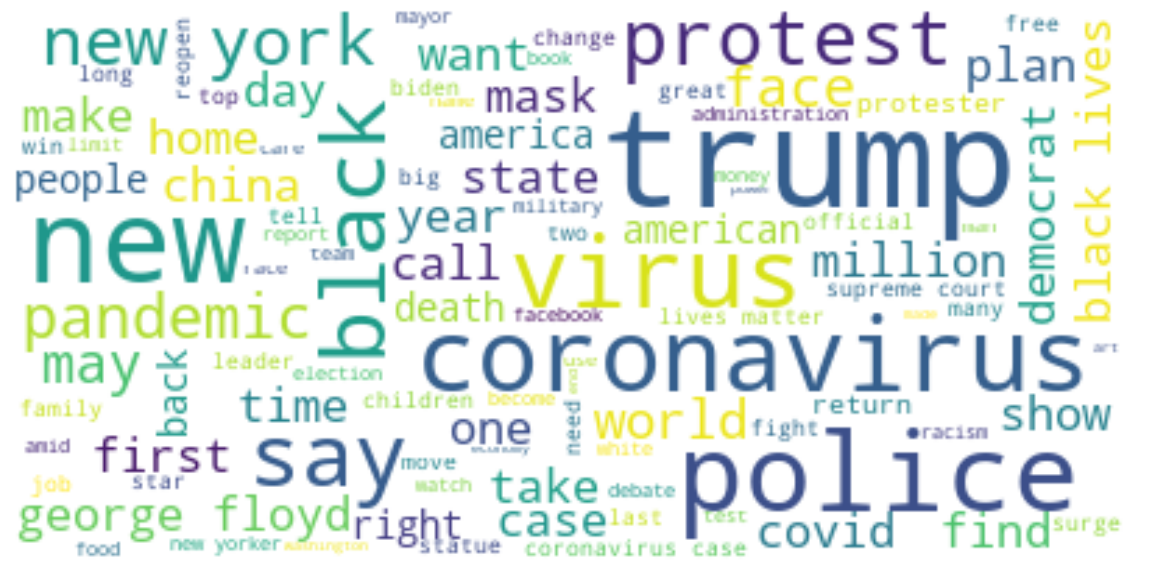 new york
reopen
long
top
day
mayor
want
book
change
protest
free
plan
black lives
make
win
limit
home
care
black
biden
name
mask
great
face
administration
protester
america
trump
democrat
people
china
big
state
money
new
tell
report
race
team
year
military
two
american
official
call
virus
million
supreme court
many
pandemic
death
facebook
lives matter
made
may
back
leader
election
coronavirus
art
family
time
children
become
need
use
world
return
show
amid
first
star
say
one
economy
move
white
fight
police
racism
job
watch
take
debate
george floyd
right
statue
case
last
test
covid
find
surge
food
new yorker
washington
coronavirus case